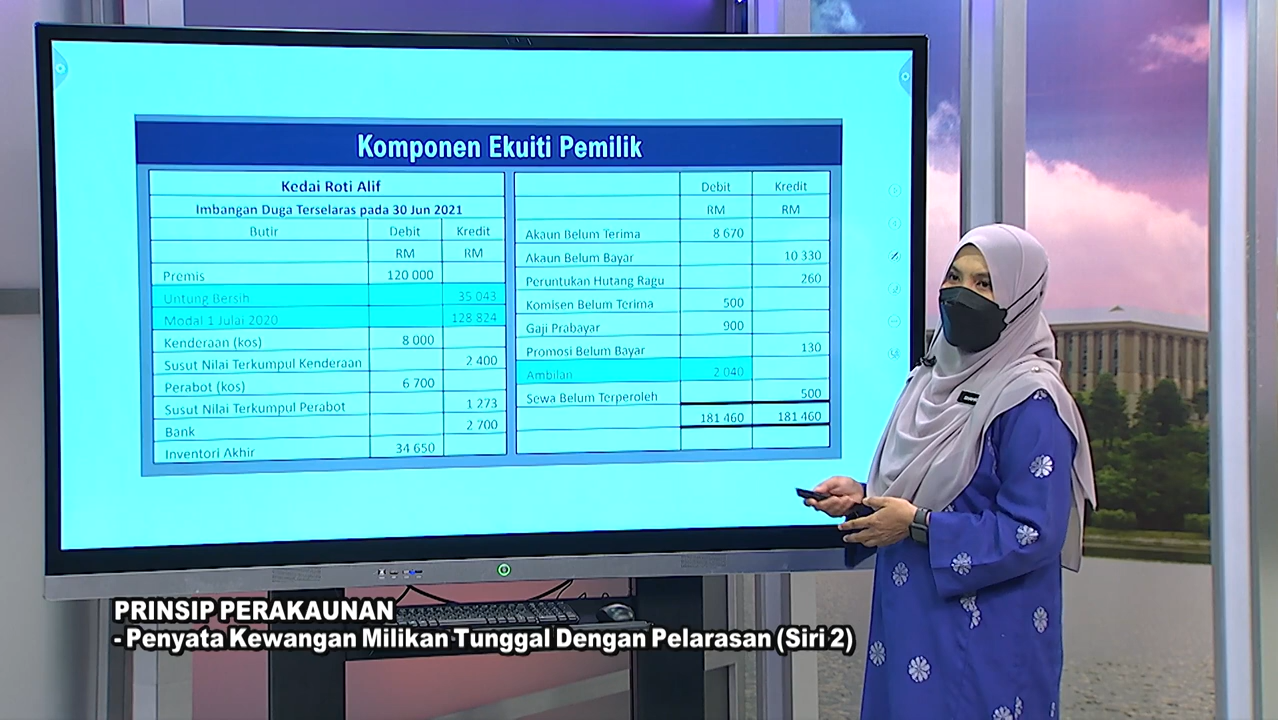 Komponen Ekuiti Pemilik
Kedai Roti Alif
Imbangan Duga Terselaras pada 30 Jun 2021
Butir Debit Kredit
RM RM
Premis 120 000
Untung Bersih 35 043
Modal 1 Julai 2020 128 824
Kenderaan (kos) 8 000
Susut Nilai Terkumpul Kenderaan 2 400
Perabot (kos) 6 700
Susut Nilai Terkumpul Perabot 1 273
Bank 2 700
Inventori Akhir 34 650
Debit Kredit
RM RM
Akaun Belum Terima 8 670
Akaun Belum Bayar 10 330
Peruntukan Hutang Ragu 260
Komisen Belum Terima 500
Gaji Prabayar 900
Promosi Belum Bayar 130
Ambilan 2 040
Sewa Belum Terperoleh 500
181 460 181 460
PRINSIP PERAKAUNAN
- Penyata Kewangan Milikan Tunggal Dengan Pelarasan (Siri 2)